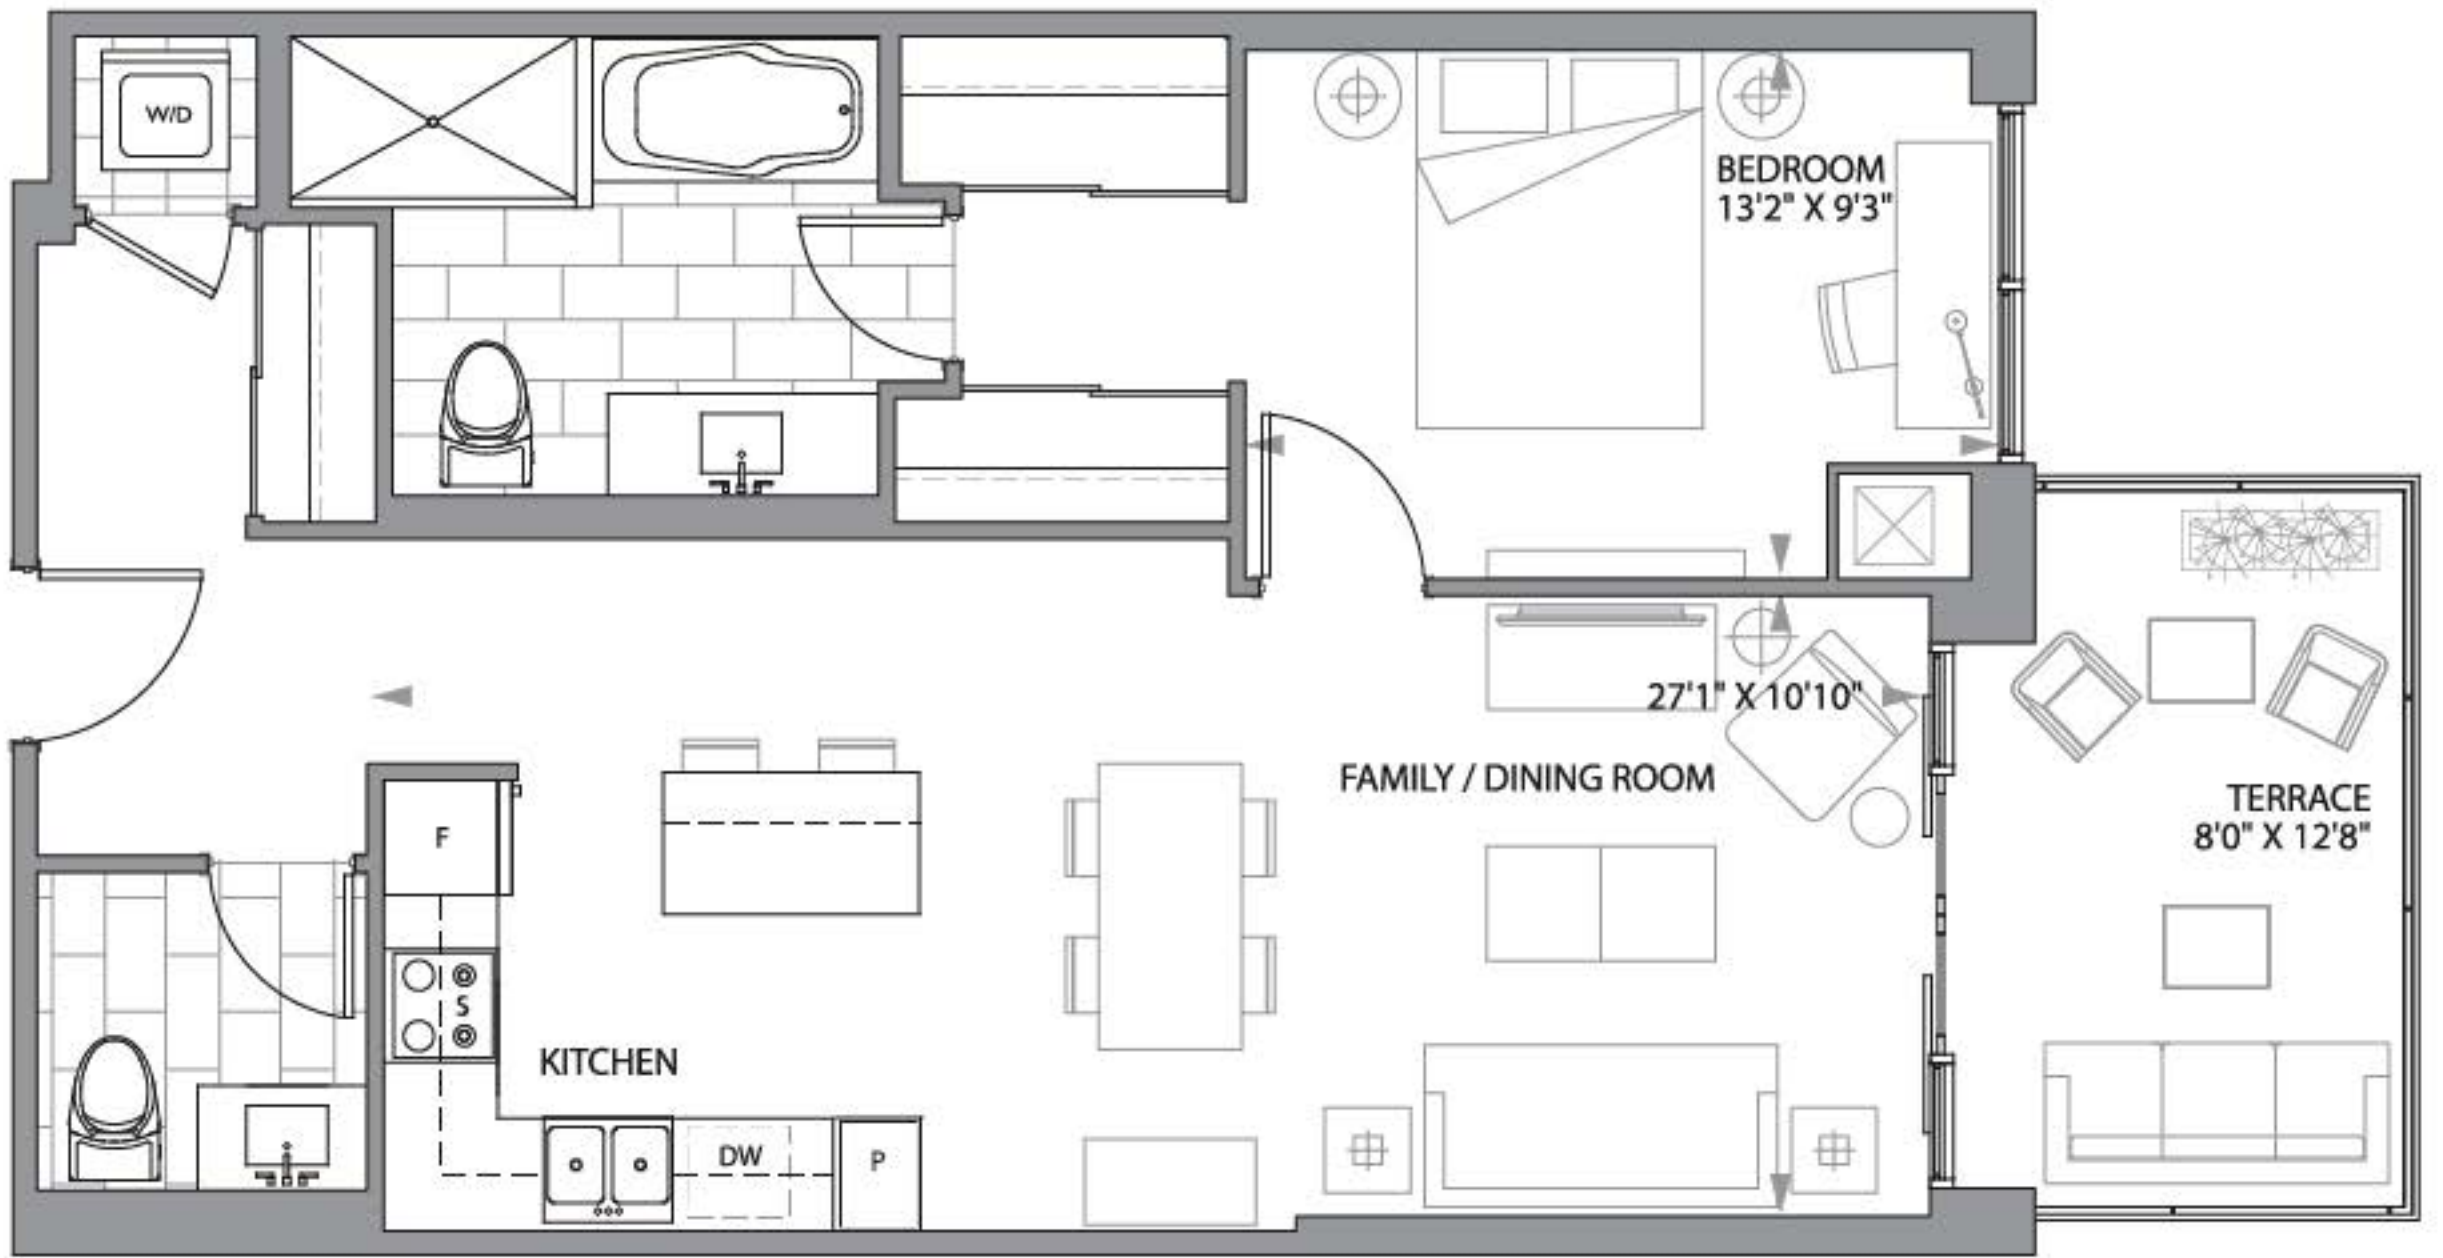 W/D
BEDROOM
13'2" X 9'3"
27'1" X 10'10"
FAMILY / DINING ROOM
TERRACE
8'0" X 12'8"
F
S
KITCHEN
DW
P